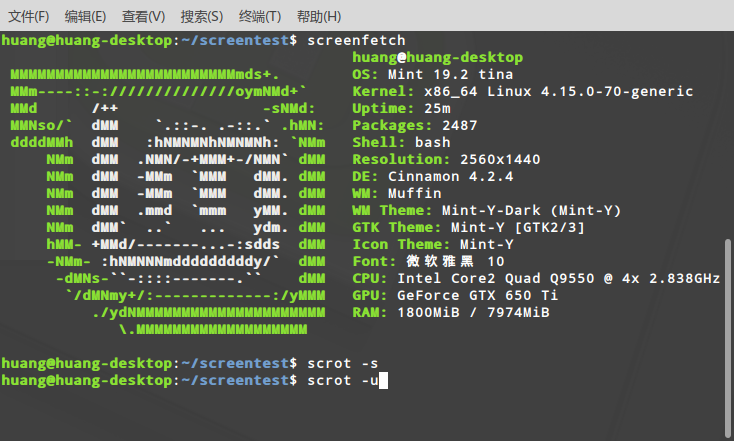 文件(F) 编辑(E) 查看(V) 搜索(S) 终端(T) 帮助(H)
huang@huang-desktop:~/screentest$ screenfetch
huang@huang-desktop
MMMMMMMMMMMMMMMMMMMMMMMMMmds+. OS: Mint 19.2 tina
MMm----::-://////////////oymNMd+` Kernel: x86_64 Linux 4.15.0-70-generic
MMd /++ -sNMd: Uptime: 25m
MMNso/` dMM `.::-. .-::.` .hMN: Packages: 2487
ddddMMh dMM :hNMNMNhNMNMNh: `NMm Shell: bash
NMm dMM .NMN/-+MMM+-/NMN` dMM Resolution: 2560x1440
NMm dMM -MMm `MMM dMM. dMM DE: Cinnamon 4.2.4
NMm dMM -MMm `MMM dMM. dMM WM: Muffin
NMm dMM .mmd `mmm yMM. dMM WM Theme: Mint-Y-Dark (Mint-Y)
NMm dMM` ..` ... ydm. dMM GTK Theme: Mint-Y [GTK2/3]
hMM- +MMd/-------...-:sdds dMM Icon Theme: Mint-Y
-NMm- :hNMNNNmdddddddddy/` dMM Font: 微软雅黑 10
-dMNs-``-::::-------.`` dMM CPU: Intel Core2 Quad Q9550 @ 4x 2.838GHz
`/dMNmy+/:-------------:/yMMM GPU: GeForce GTX 650 Ti
./ydNMMMMMMMMMMMMMMMMMMMMM RAM: 1800MiB / 7974MiB
\.MMMMMMMMMMMMMMMMMMM
huang@huang-desktop:~/screentest$ scrot -s
huang@huang-desktop:~/screentest$ scrot -u